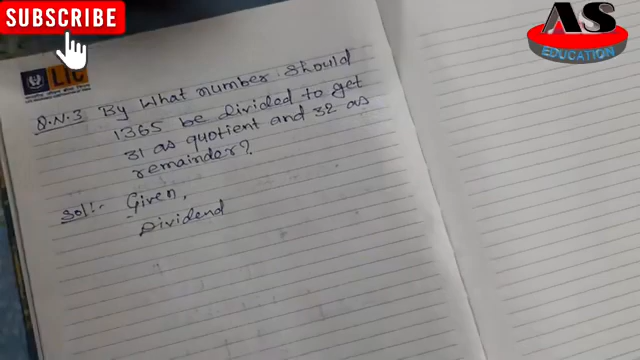 SUBSCRIBE
AS
EDUCATION
LIC
Q.N.3 By What number should
1365 be divided to get
31 as quotient and 32 as
remainder?
Sol:- Given,
Dividend